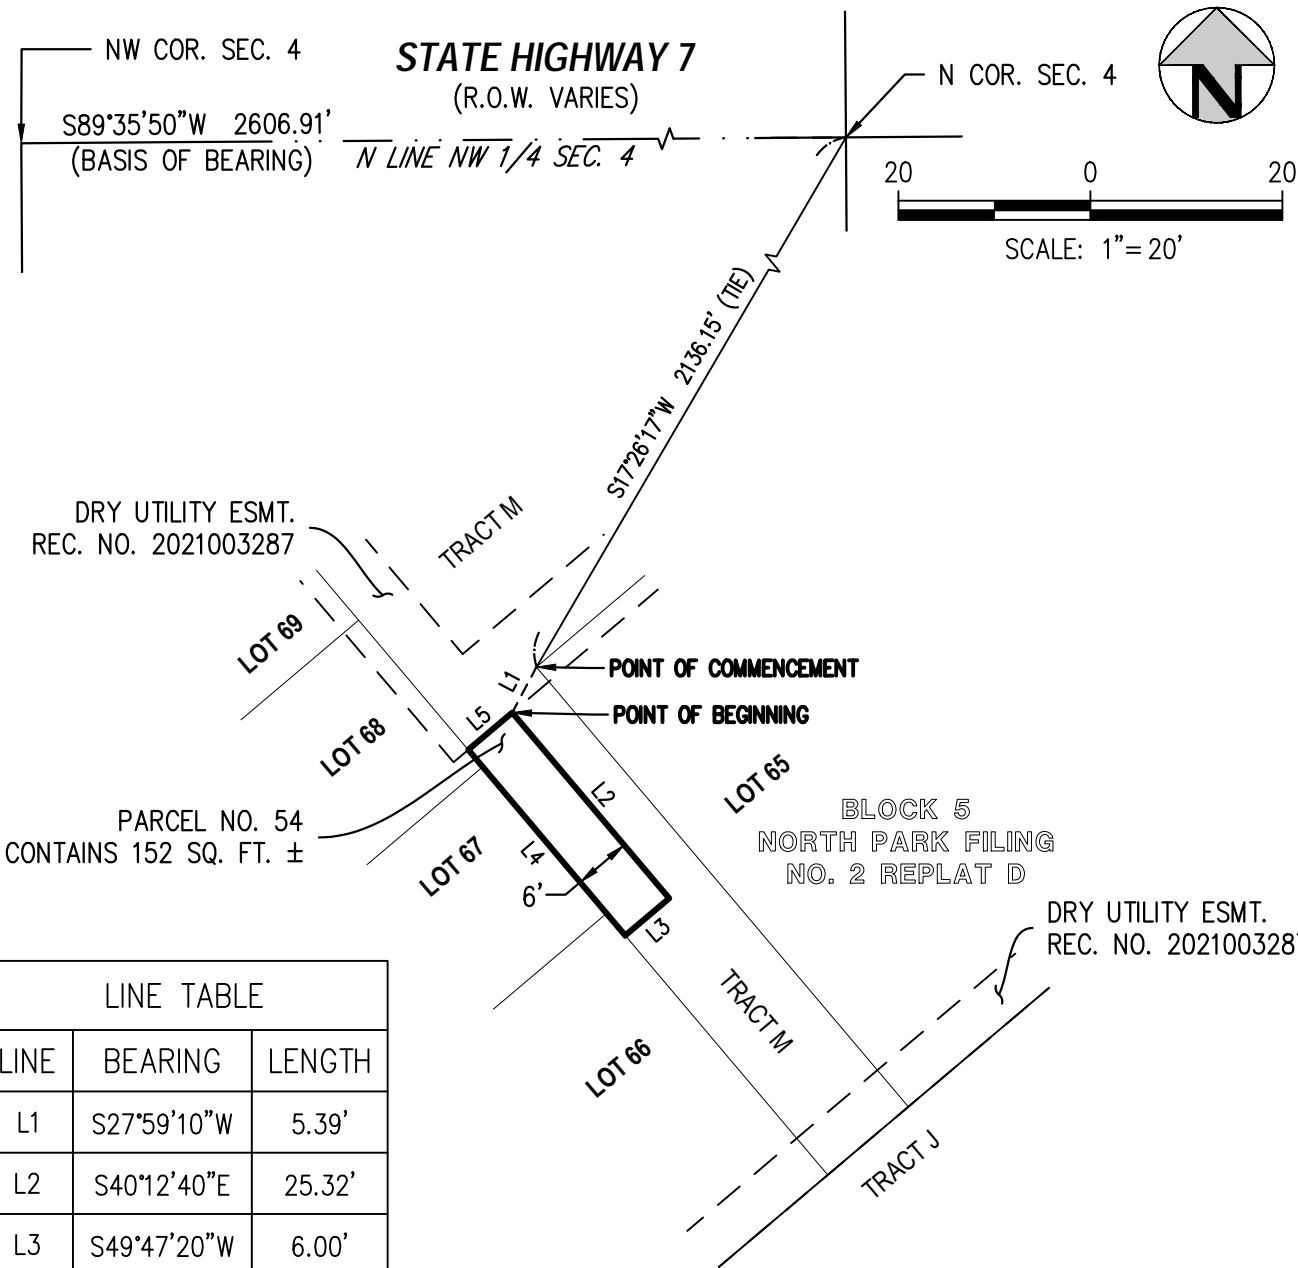 NW COR. SEC. 4
STATE HIGHWAY 7
(R.O.W. VARIES)
N COR. SEC. 4
N
S89°35'50"W 2606.91'
(BASIS OF BEARING)
N LINE NW 1/4 SEC. 4
20 0 20
SCALE: 1"=20'
S17°26'17"W 2136.15' (TIE)
DRY UTILITY ESMT.
REC. NO. 2021003287
TRACT M
LOT 69
POINT OF COMMENCEMENT
L1
POINT OF BEGINNING
L5
LOT 68
LOT 65
L2
PARCEL NO. 54
CONTAINS 152 SQ. FT. ±
BLOCK 5
NORTH PARK FILING
NO. 2 REPLAT D
L4
LOT 67
6'
L3
DRY UTILITY ESMT.
REC. NO. 202100328
TRACT M
LOT 66
TRACT J
LINE TABLE
LINE BEARING LENGTH
L1 S27°59'10"W 5.39'
L2 S40°12'40"E 25.32'
L3 S49°47'20"W 6.00'